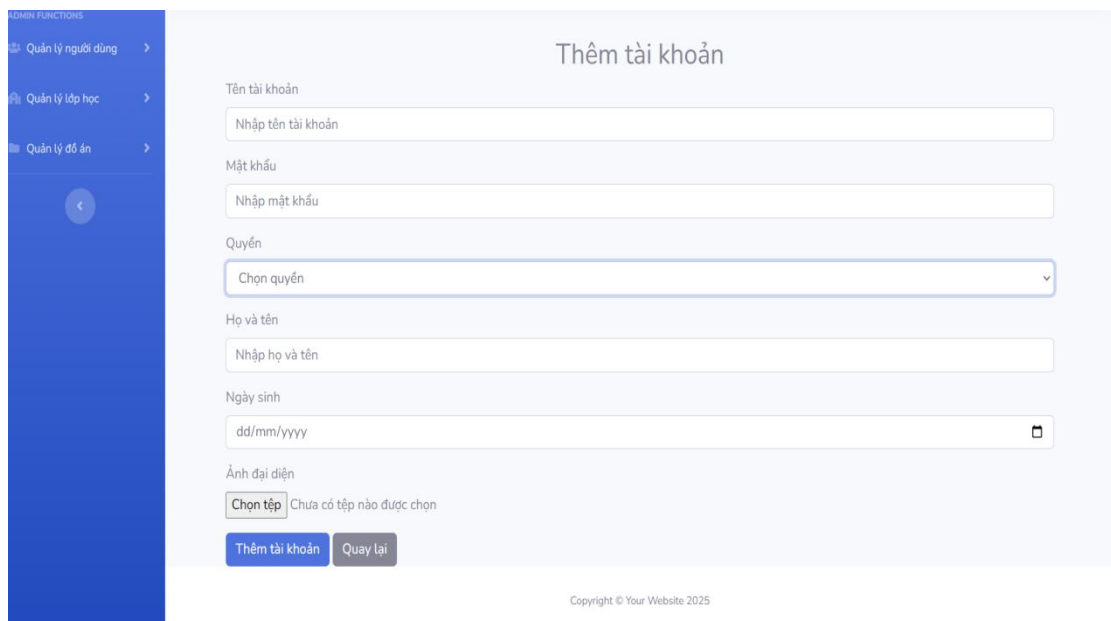 ADMIN FUNCTIONS
Quản lý người dùng
Quản lý lớp học
Quản lý đồ án
Thêm tài khoản
Tên tài khoản
Nhập tên tài khoản
Mật khẩu
Nhập mật khẩu
Quyền
Chọn quyền
Họ và tên
Nhập họ và tên
Ngày sinh
dd/mm/yyyy
Ảnh đại diện
Chọn tệp Chưa có tệp nào được chọn
Thêm tài khoản Quay lại
Copyright © Your Website 2025